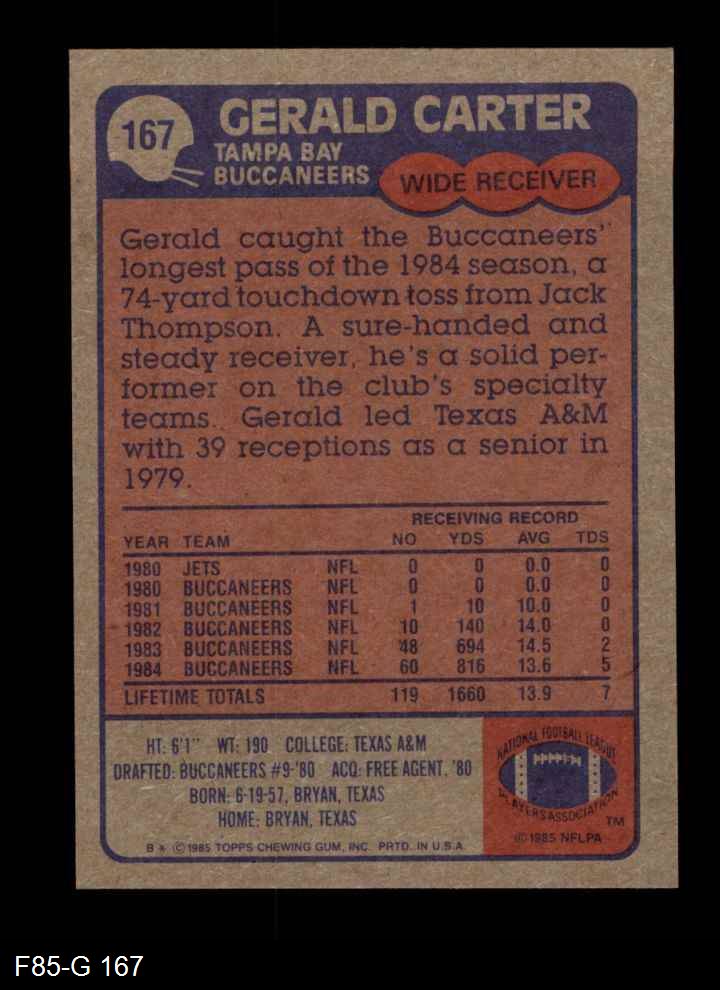 167
GERALD CARTER
TAMPA BAY
BUCCANEERS
WIDE RECEIVER
Gerald caught the Buccaneers'
longest pass of the 1984 season, a
74-yard touchdown toss from Jack
Thompson. A sure-handed and
steady receiver, he's a solid per-
former on the club's specialty
teams. Gerald led Texas A&M
with 39 receptions as a senior in
1979.
RECEIVING RECORD
YEAR TEAM NO YDS AVG TDS
1980 JETS NFL 0 0 0.0 0
1980 BUCCANEERS NFL 0 0 0.0 0
1981 BUCCANEERS NFL 1 10 10.0 0
1982 BUCCANEERS NFL 10 140 14.0 0
1983 BUCCANEERS NFL 48 694 14.5 2
1984 BUCCANEERS NFL 60 816 13.6 5
LIFETIME TOTALS 119 1660 13.9 7
HT: 6'1" WT: 190 COLLEGE: TEXAS A&M
DRAFTED: BUCCANEERS #9-'80 ACQ: FREE AGENT, '80
BORN: 6-19-57, BRYAN, TEXAS
HOME: BRYAN, TEXAS
B* ©1985 TOPPS CHEWING GUM, INC. PRTD. IN U.S.A.
NATIONAL FOOTBALL LEAGUE
PLAYERS ASSOCIATION
TM
© 1985 NFLPA
F85-G 167